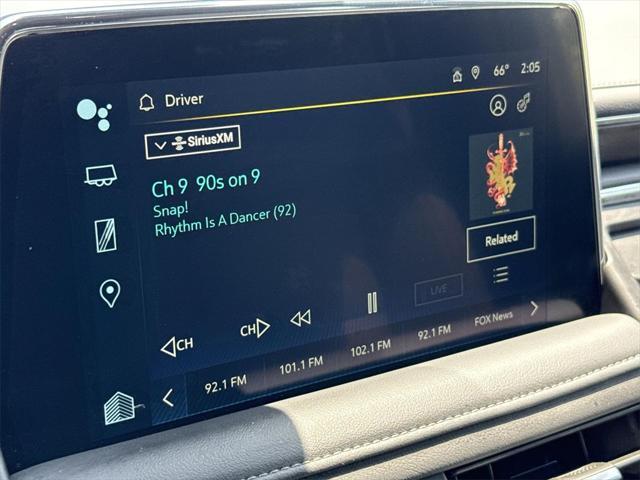 66° 2:05
Driver
SiriusXM
Ch 9 90s on 9
Snap!
Rhythm Is A Dancer (92)
Related
LIVE
CH CH
92.1 FM 101.1 FM 102.1 FM 92.1 FM FOX News